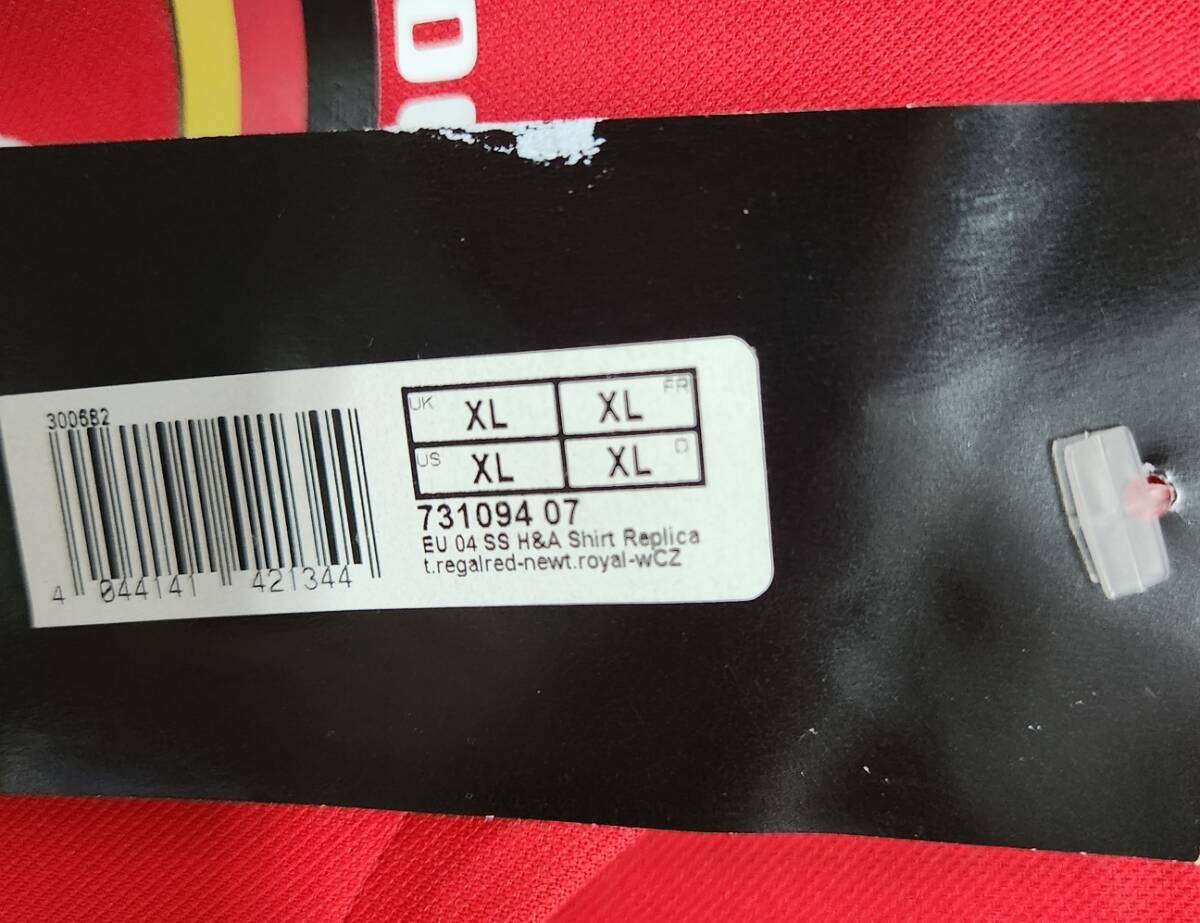 300682
4 044141 421344
UK XL XL FR
US XL XL D
731094 07
EU 04 SS H&A Shirt Replica
t.regalred-newt.royal-wCZ